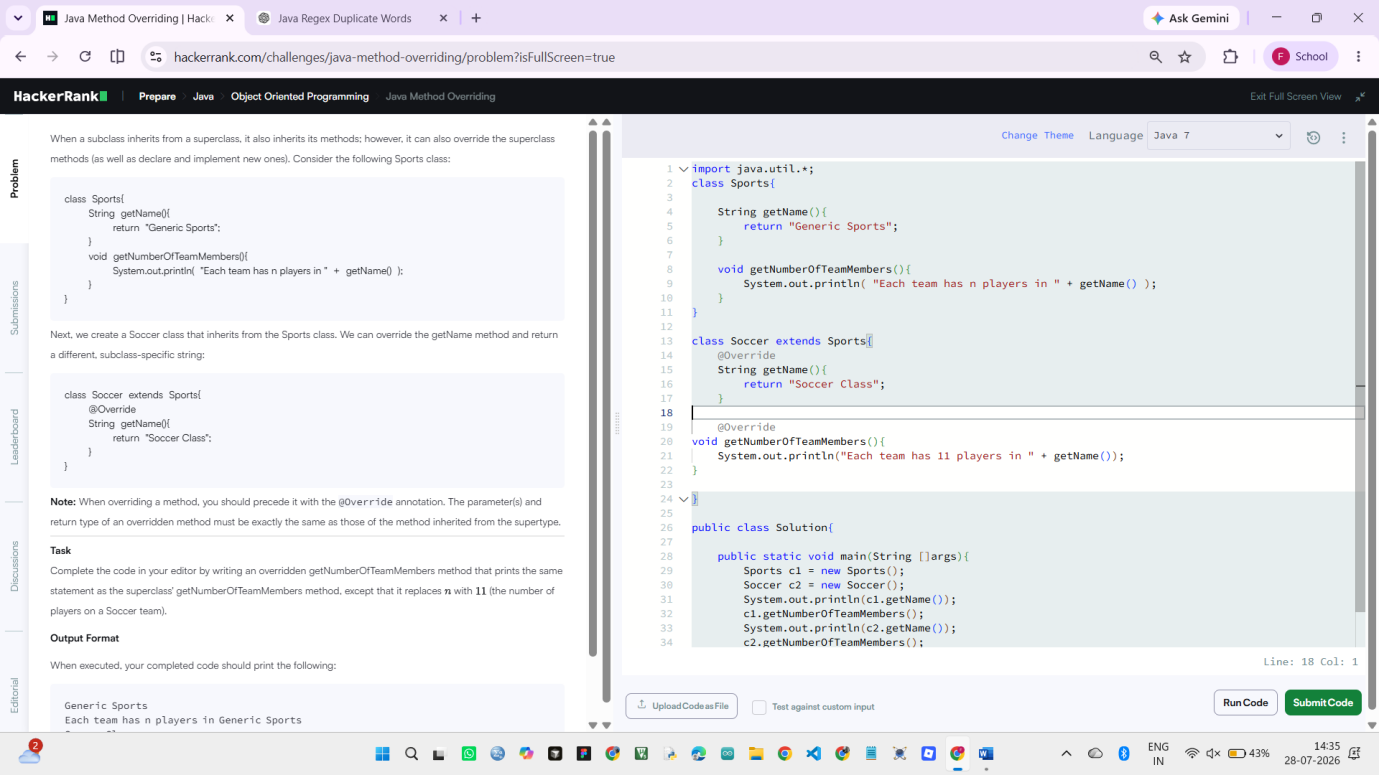 Java Method Overriding | Hacke
Java Regex Duplicate Words
Ask Gemini
hackerrank.com/challenges/java-method-overriding/problem?isFullScreen=true
F School
HackerRank
Prepare
Java
Object Oriented Programming
Java Method Overriding
Exit Full Screen View
Problem
Submissions
Leaderboard
Discussions
Editorial
When a subclass inherits from a superclass, it also inherits its methods; however, it can also override the superclass
methods (as well as declare and implement new ones). Consider the following Sports class:
class Sports{
String getName(){
return "Generic Sports";
}
void getNumberOfTeamMembers(){
System.out.println( "Each team has n players in " + getName() );
}
}
Next, we create a Soccer class that inherits from the Sports class. We can override the getName method and return
a different, subclass-specific string:
class Soccer extends Sports{
@Override
String getName(){
return "Soccer Class";
}
}
Note: When overriding a method, you should precede it with the @Override annotation. The parameter(s) and
return type of an overridden method must be exactly the same as those of the method inherited from the supertype.
Task
Complete the code in your editor by writing an overridden getNumberOfTeamMembers method that prints the same
statement as the superclass' getNumberOfTeamMembers method, except that it replaces n with 11 (the number of
players on a Soccer team).
Output Format
When executed, your completed code should print the following:
Generic Sports
Each team has n players in Generic Sports
Change Theme
Language
Java 7
1 import java.util.*;
2 class Sports{
3
4 String getName(){
5 return "Generic Sports";
6 }
7
8 void getNumberOfTeamMembers(){
9 System.out.println( "Each team has n players in " + getName() );
10 }
11 }
12
13 class Soccer extends Sports{
14 @Override
15 String getName(){
16 return "Soccer Class";
17 }
18
19 @Override
20 void getNumberOfTeamMembers(){
21 System.out.println("Each team has 11 players in " + getName());
22 }
23
24 }
25
26 public class Solution{
27
28 public static void main(String []args){
29 Sports c1 = new Sports();
30 Soccer c2 = new Soccer();
31 System.out.println(c1.getName());
32 c1.getNumberOfTeamMembers();
33 System.out.println(c2.getName());
34 c2.getNumberOfTeamMembers();
Line: 18 Col: 1
Upload Code as File
Test against custom input
Run Code
Submit Code
2
ENG
IN
43%
14:35
28-07-2026